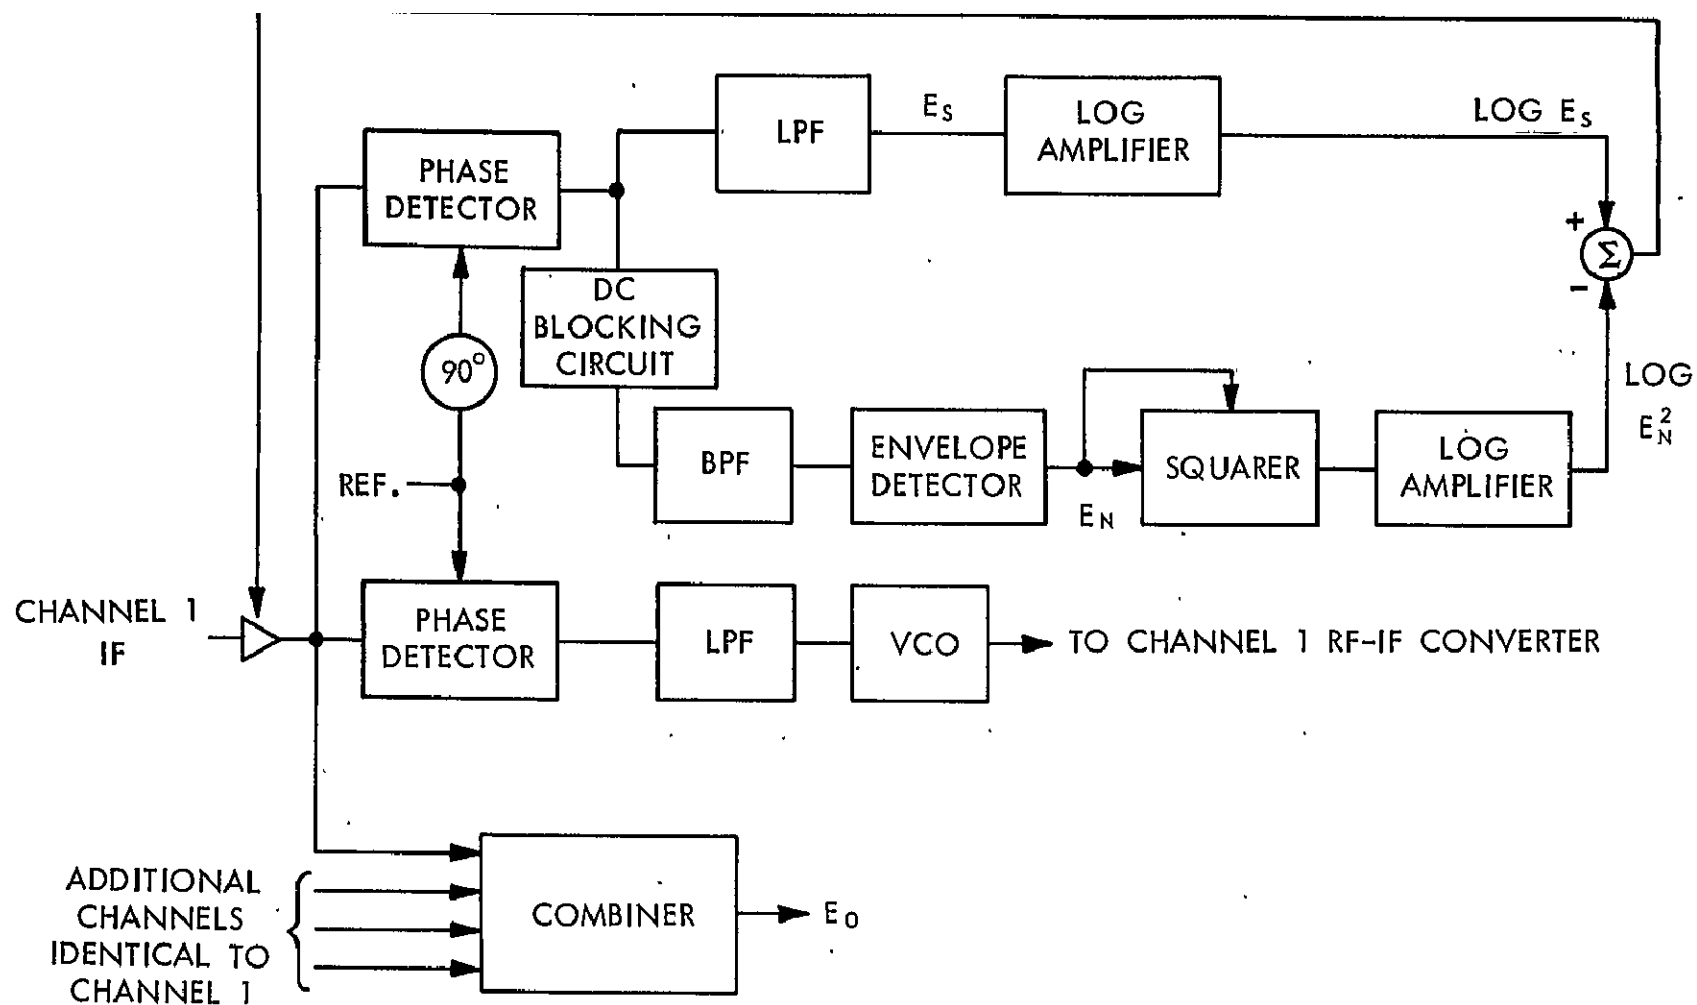 LPF
E_S
LOG
AMPLIFIER
LOG E_S
PHASE
DETECTOR
+
Σ
-
DC
BLOCKING
CIRCUIT
90°
LOG
E_N^2
BPF
ENVELOPE
DETECTOR
SQUARER
LOG
AMPLIFIER
REF.
E_N
CHANNEL 1
IF
PHASE
DETECTOR
LPF
VCO
TO CHANNEL 1 RF-IF CONVERTER
ADDITIONAL
CHANNELS
IDENTICAL TO
CHANNEL 1
COMBINER
E_O